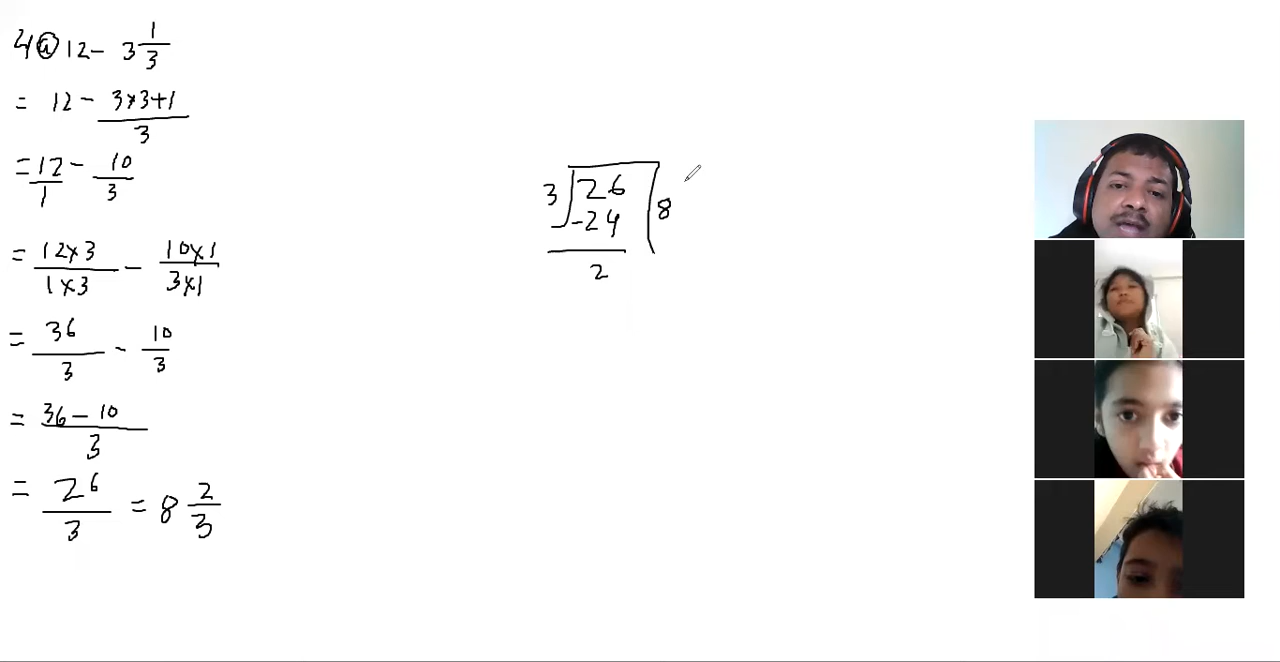 4 ⓐ 12 - 3 1/3
= 12 - (3×3+1)/3
= 12/1 - 10/3
= (12×3)/(1×3) - (10×1)/(3×1)
= 36/3 - 10/3
= (36-10)/3
= 26/3 = 8 2/3
3 26 8
-24
2